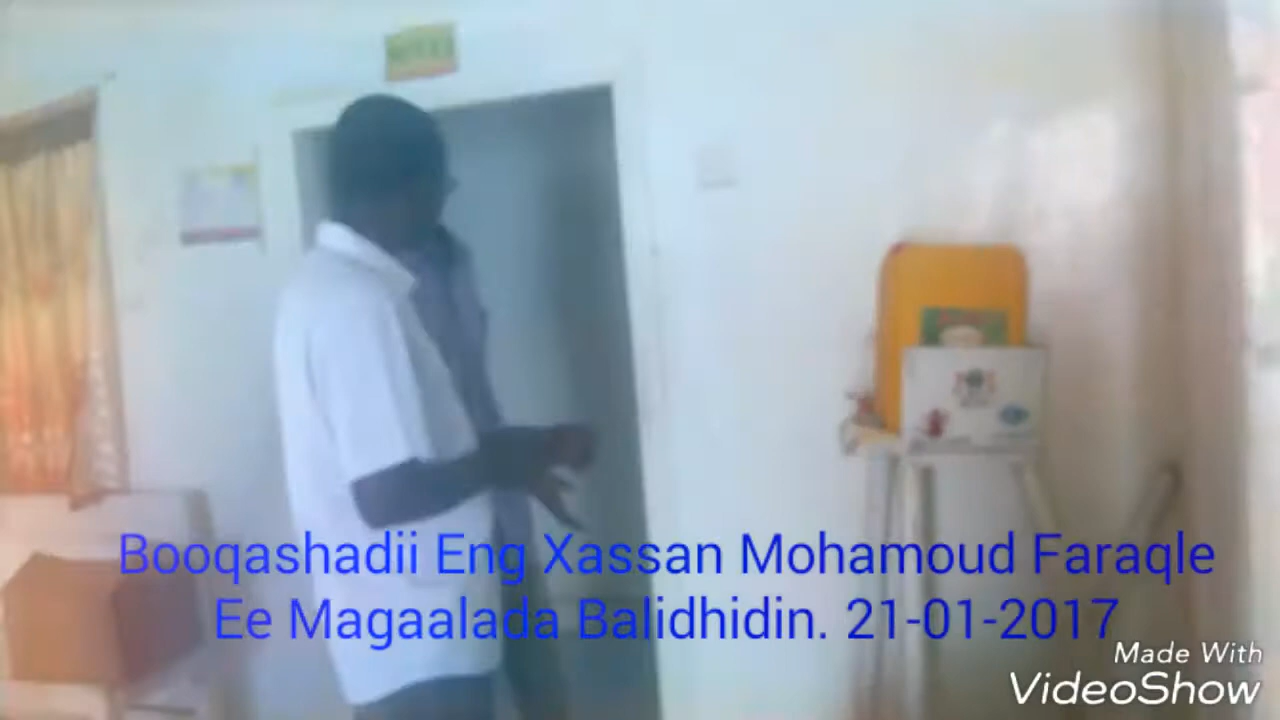 Booqashadii Eng Xassan Mohamoud Faraqle
Ee Magaalada Balidhidin. 21-01-2017
Made With
VideoShow